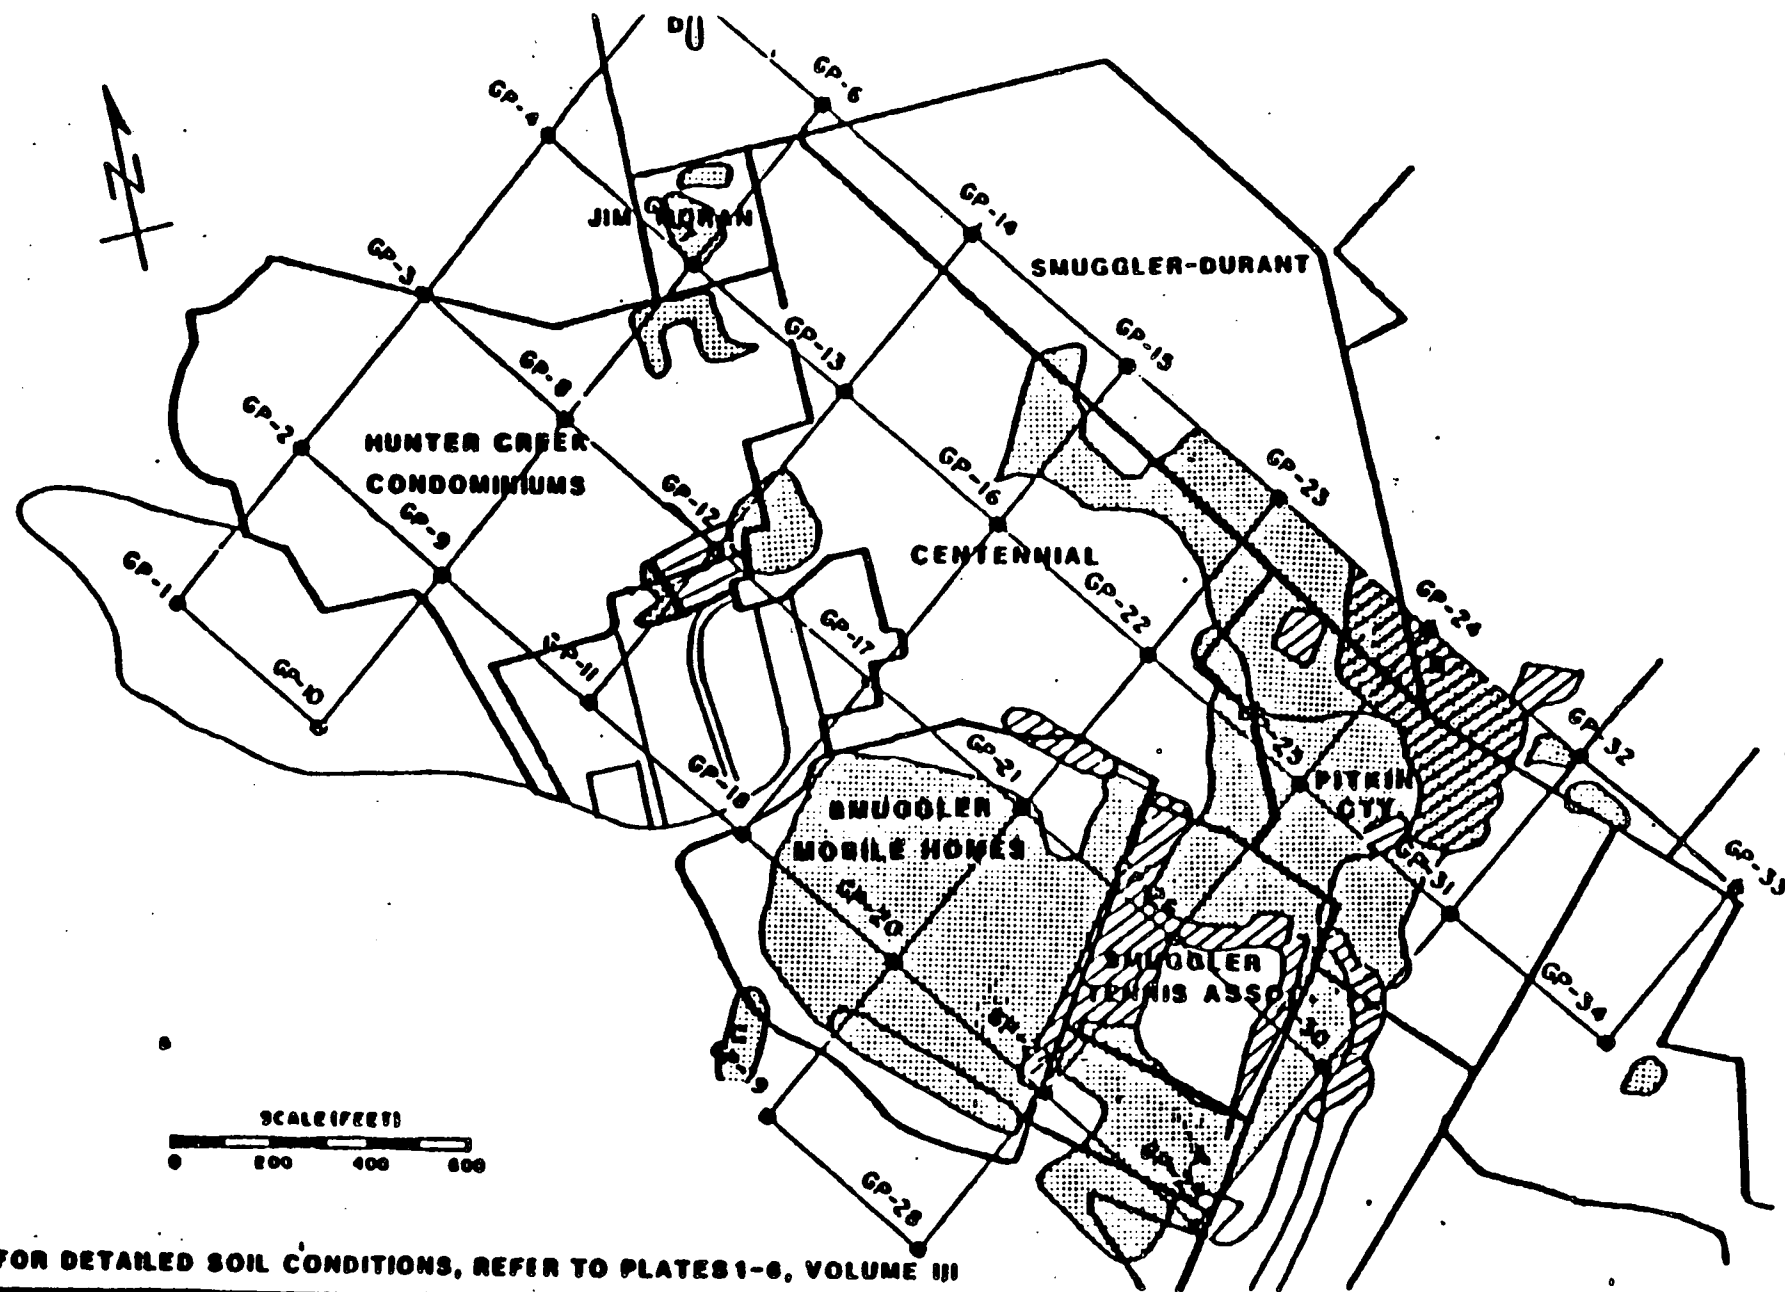 D
GP-6
GP-4
GP-14
JIM MORAN
SMUGGLER-DURANT
GP-3
GP-13
GP-15
GP-8
GP-2
HUNTER CREEK
CONDOMINIUMS
GP-16
GP-23
GP-12
GP-9
CENTENNIAL
GP-1
GP-22
GP-24
GP-17
GP-11
GP-10
GP-32
GP-21
GP-18
PITKIN
CTY
SMUGGLER
MOBILE HOMES
GP-31
GP-33
GP-20
SMUGGLER
TENNIS ASSOC
GP-34
30
SCALE (FEET)
0 200 400 600
GP-28
FOR DETAILED SOIL CONDITIONS, REFER TO PLATES 1-6, VOLUME III